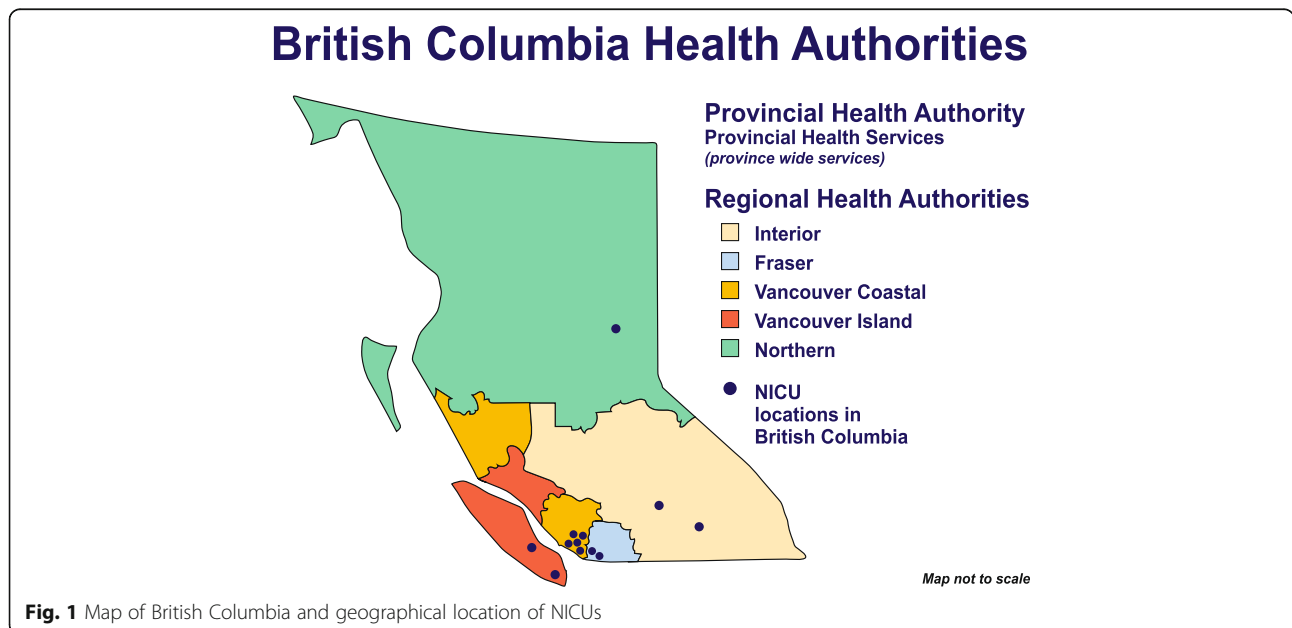 British Columbia Health Authorities
Provincial Health Authority
Provincial Health Services
(province wide services)
Regional Health Authorities
Interior
Fraser
Vancouver Coastal
Vancouver Island
Northern
NICU
locations in
British Columbia
Map not to scale
Fig. 1 Map of British Columbia and geographical location of NICUs